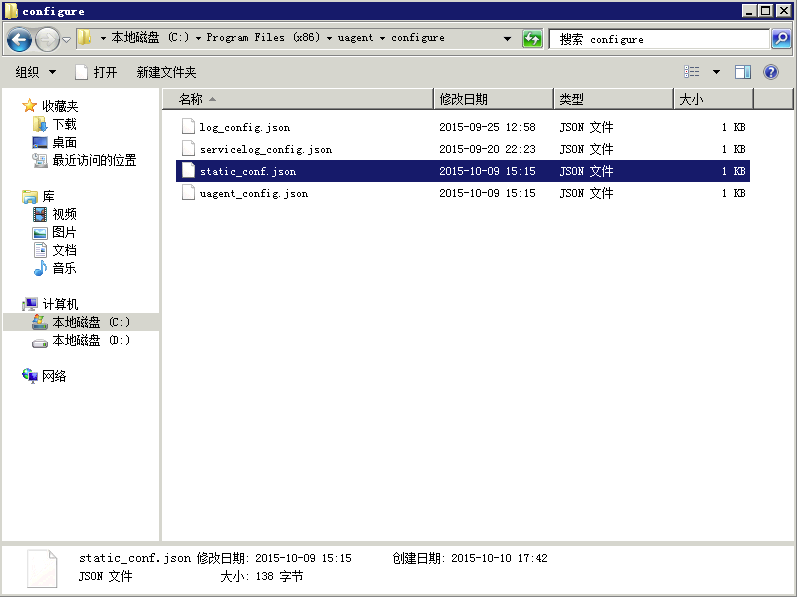 configure
本地磁盘 (C:) Program Files (x86) uagent configure
搜索 configure
组织 打开 新建文件夹
名称 修改日期 类型 大小
log_config.json 2015-09-25 12:58 JSON 文件 1 KB
servicelog_config.json 2015-09-20 22:23 JSON 文件 1 KB
static_conf.json 2015-10-09 15:15 JSON 文件 1 KB
uagent_config.json 2015-10-09 15:15 JSON 文件 1 KB
收藏夹
下载
桌面
最近访问的位置
库
视频
图片
文档
音乐
计算机
本地磁盘 (C:)
本地磁盘 (D:)
网络
static_conf.json 修改日期: 2015-10-09 15:15 创建日期: 2015-10-10 17:42
JSON 文件 大小: 138 字节